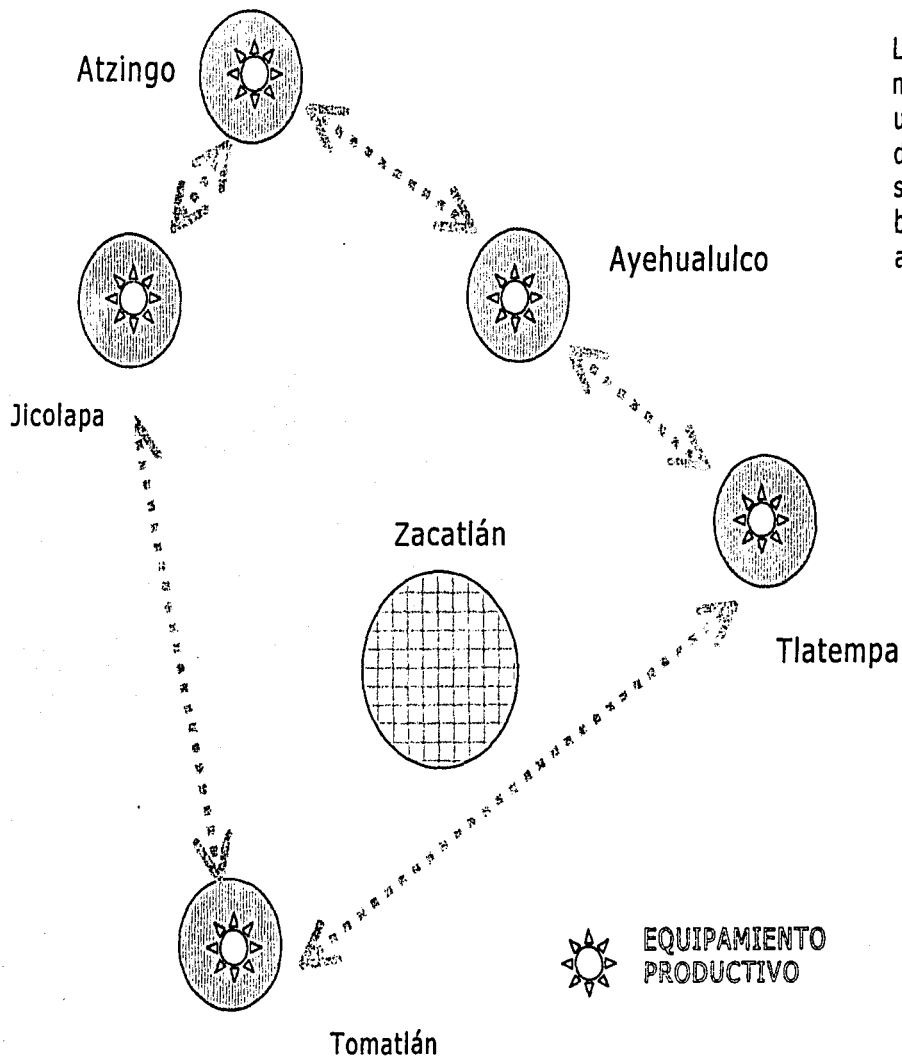 Atzingo
Ayehualulco
Jicolapa
Zacatlán
Tlatempa
EQUIPAMIENTO
PRODUCTIVO
Tomatlán